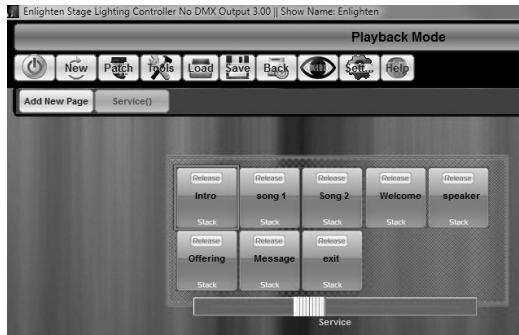 Enlighten Stage Lighting Controller No DMX Output 3.00 || Show Name: Enlighten
Playback Mode
New Patch Tools Load Save Back Sett... Help
Add New Page Service()
Release Release Release Release Release
Intro song 1 Song 2 Welcome speaker
Stack Stack Stack Stack Stack
Release Release Release
Offering Message exit
Stack Stack Stack
Service